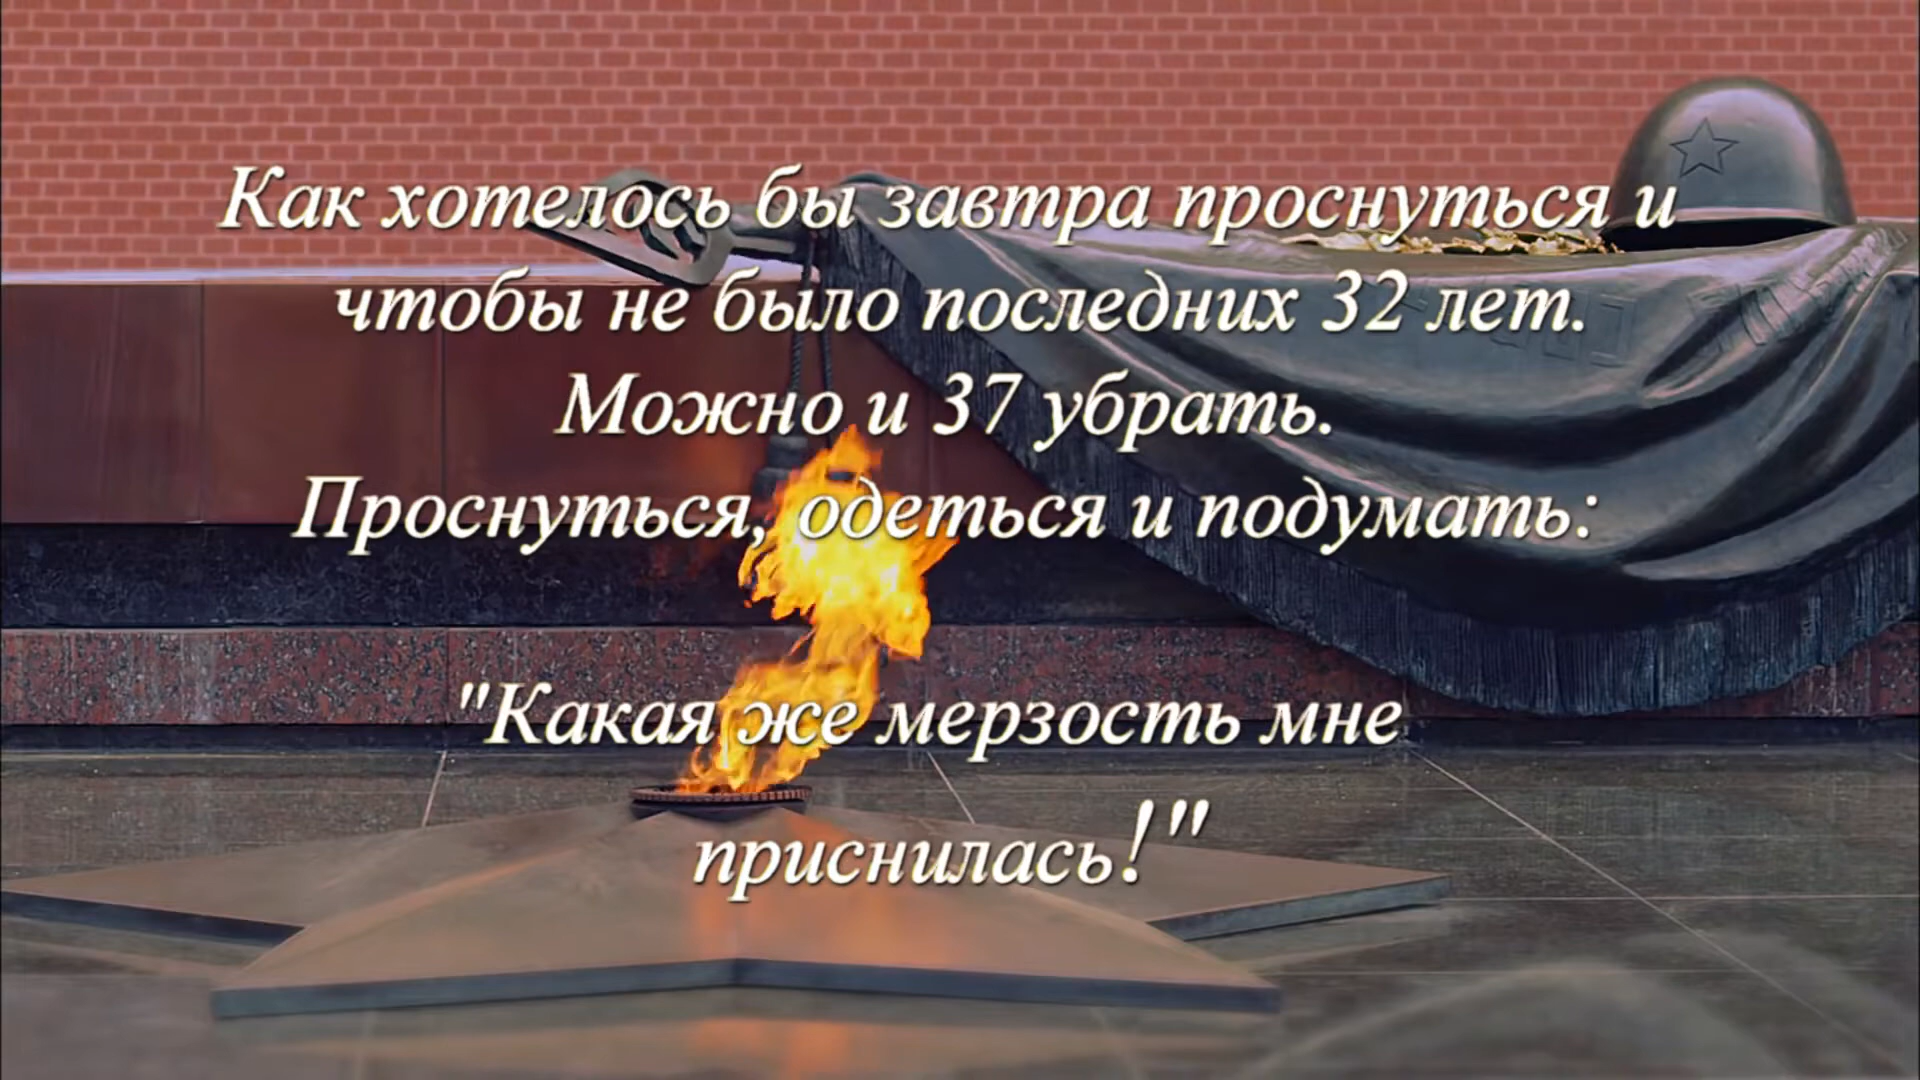 Как хотелось бы завтра проснуться и
чтобы не было последних 32 лет.
Можно и 37 убрать.
Проснуться, одеться и подумать:
"Какая же мерзость мне
приснилась!"